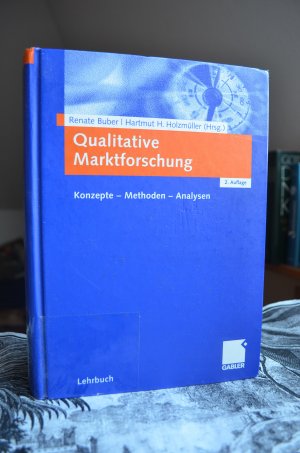 Renate Buber | Hartmut H. Holzmüller (Hrsg.)
Qualitative
Marktforschung
2. Auflage
Konzepte – Methoden – Analysen
Lehrbuch
GABLER